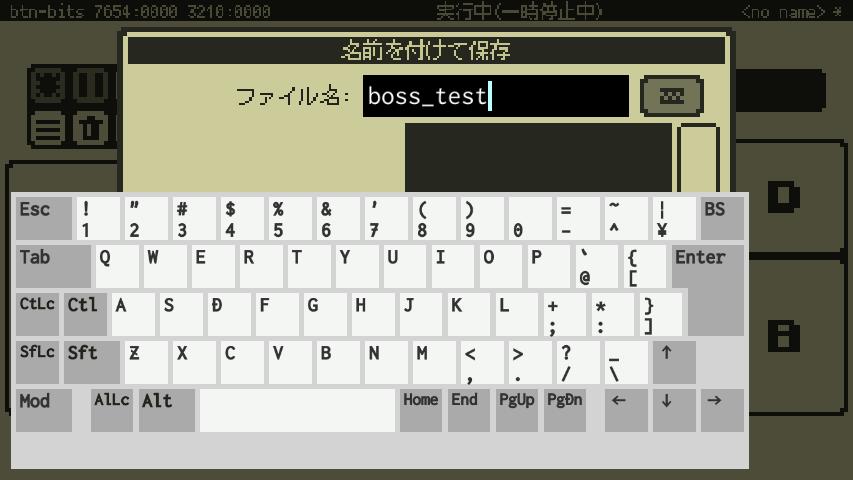 btn-bits 7654:0000 3210:0000 実行中(一時停止中) <no name> *
名前を付けて保存
ファイル名: boss_test
D
Esc ! 1 " 2 # 3 $ 4 % 5 & 6 ' 7 ( 8 ) 9 0 = - ~ ^ ¦ ¥ BS
Tab Q W E R T Y U I O P ` @ { [ Enter
CtLc Ctl A S D F G H J K L + ; * : } ]
B
SfLc Sft Z X C V B N M < , > . ? / _ \ ↑
Mod AlLc Alt Home End PgUp PgDn ← ↓ →